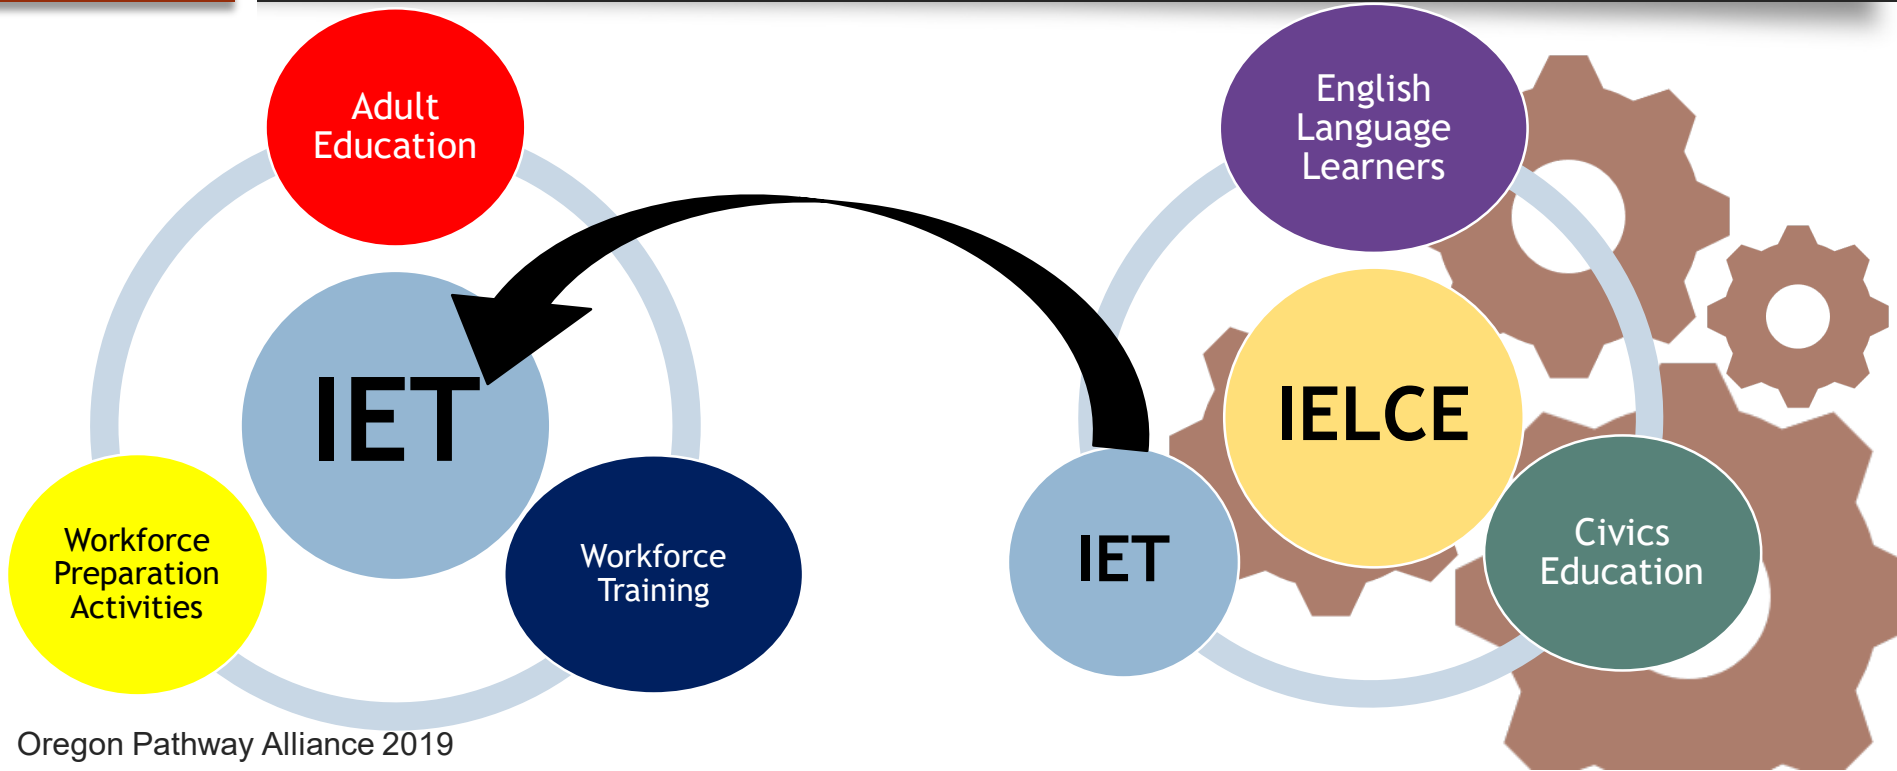 Adult
Education
IET
Workforce
Preparation
Activities
Workforce
Training
English
Language
Learners
IELCE
IET
Civics
Education
Oregon Pathway Alliance 2019